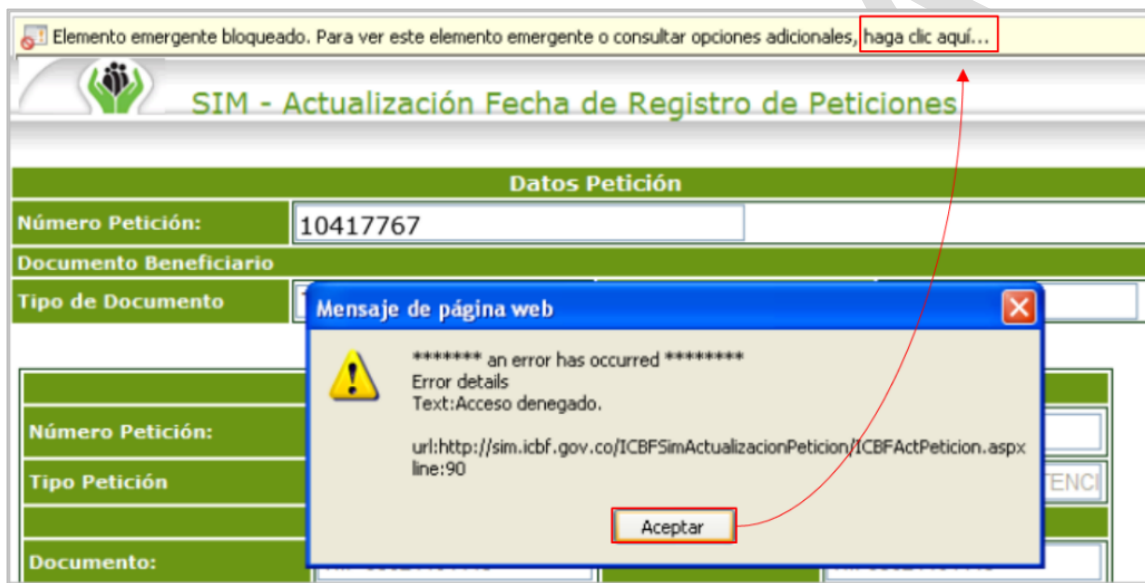 Elemento emergente bloqueado. Para ver este elemento emergente o consultar opciones adicionales, haga clic aquí...
SIM - Actualización Fecha de Registro de Peticiones
Datos Petición
Número Petición: 10417767
Documento Beneficiario
Tipo de Documento
Mensaje de página web
******* an error has occurred ********
Error details
Text:Acceso denegado.
url:http://sim.icbf.gov.co/ICBFSimActualizacionPeticion/ICBFActPeticion.aspx
line:90
Aceptar
Número Petición:
Tipo Petición
Documento: